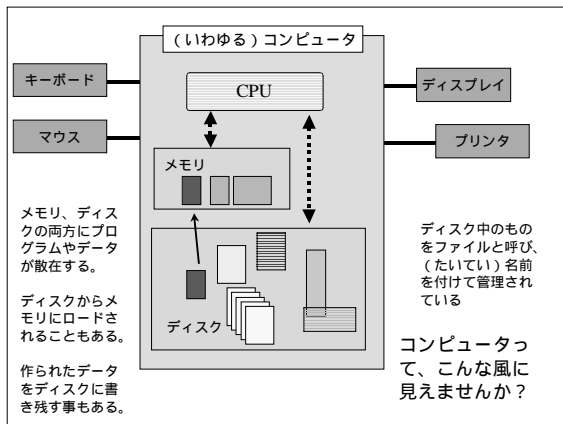 (いわゆる)コンピュータ
キーボード
マウス
CPU
ディスプレイ
プリンタ
メモリ
ディスク
メモリ、ディス
クの両方にプロ
グラムやデータ
が散在する。
ディスクからメ
モリにロードさ
れることもある。
作られたデータ
をディスクに書
き残す事もある。
ディスク中のもの
をファイルと呼び、
(たいてい)名前
を付けて管理され
ている
コンピュータっ
て、こんな風に
見えませんか?